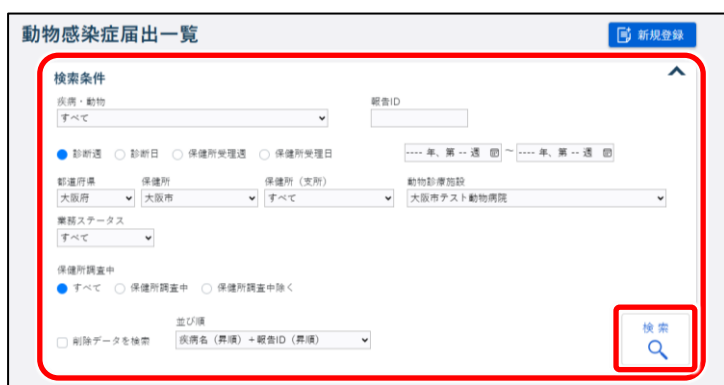 動物感染症届出一覧
新規登録
検索条件
疾病・動物 報告ID
すべて
診断週 診断日 保健所受理週 保健所受理日 ---- 年、第 -- 週 ~ ---- 年、第 -- 週
都道府県 保健所 保健所（支所） 動物診療施設
大阪府 大阪市 すべて 大阪市テスト動物病院
業務ステータス
すべて
保健所調査中
すべて 保健所調査中 保健所調査中除く
並び順
削除データを検索 疾病名（昇順）+報告ID（昇順）
検索